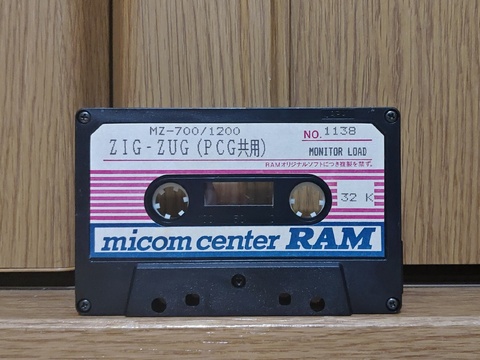 MZ-700/1200
ZIG-ZUG (PCG共用)
NO. 1138
MONITOR LOAD
RAMオリジナルソフトにつき複製を禁ず。
32 K
micom center RAM